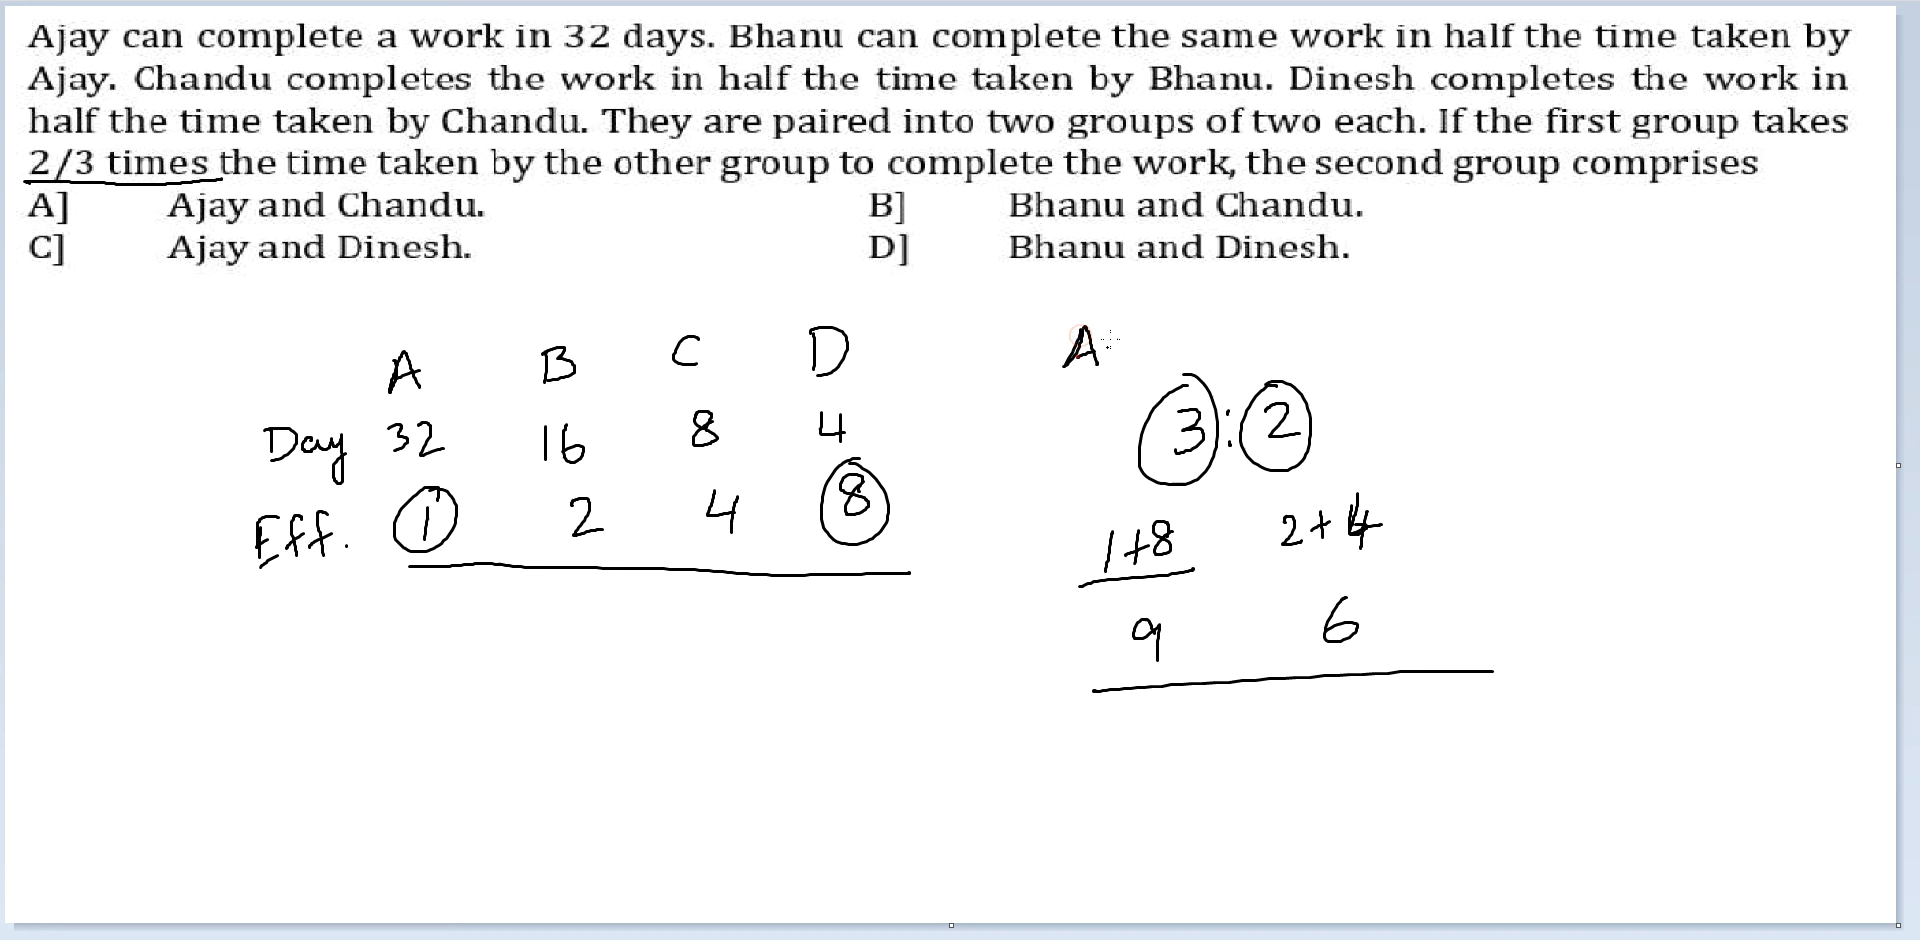 Ajay can complete a work in 32 days. Bhanu can complete the same work in half the time taken by
Ajay. Chandu completes the work in half the time taken by Bhanu. Dinesh completes the work in
half the time taken by Chandu. They are paired into two groups of two each. If the first group takes
2/3 times the time taken by the other group to complete the work, the second group comprises
A] Ajay and Chandu. B] Bhanu and Chandu.
C] Ajay and Dinesh. D] Bhanu and Dinesh.
A B C D A
Day 32 16 8 4 3:2
Eff. 1 2 4 8 1+8 2+4
9 6